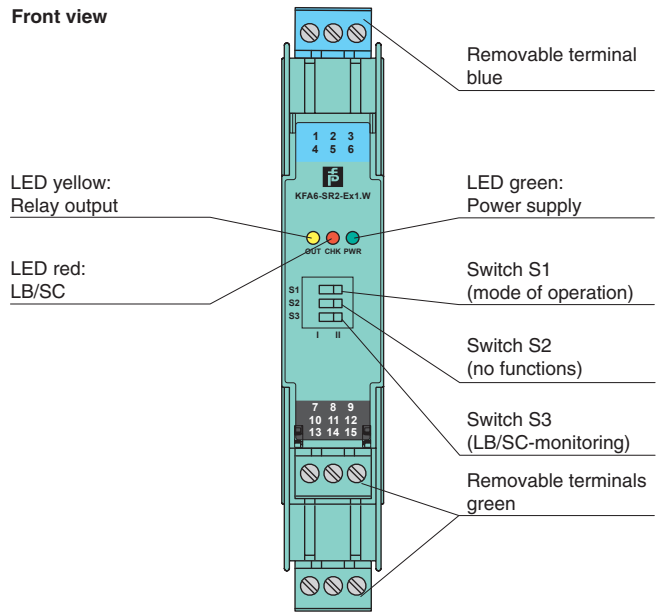 Front view
Removable terminal
blue
1 2 3
4 5 6
KFA6-SR2-Ex1.W
LED yellow:
Relay output
LED green:
Power supply
OUT CHK PWR
LED red:
LB/SC
Switch S1
(mode of operation)
S1
S2
S3
I II
Switch S2
(no functions)
Switch S3
(LB/SC-monitoring)
7 8 9
10 11 12
13 14 15
Removable terminals
green